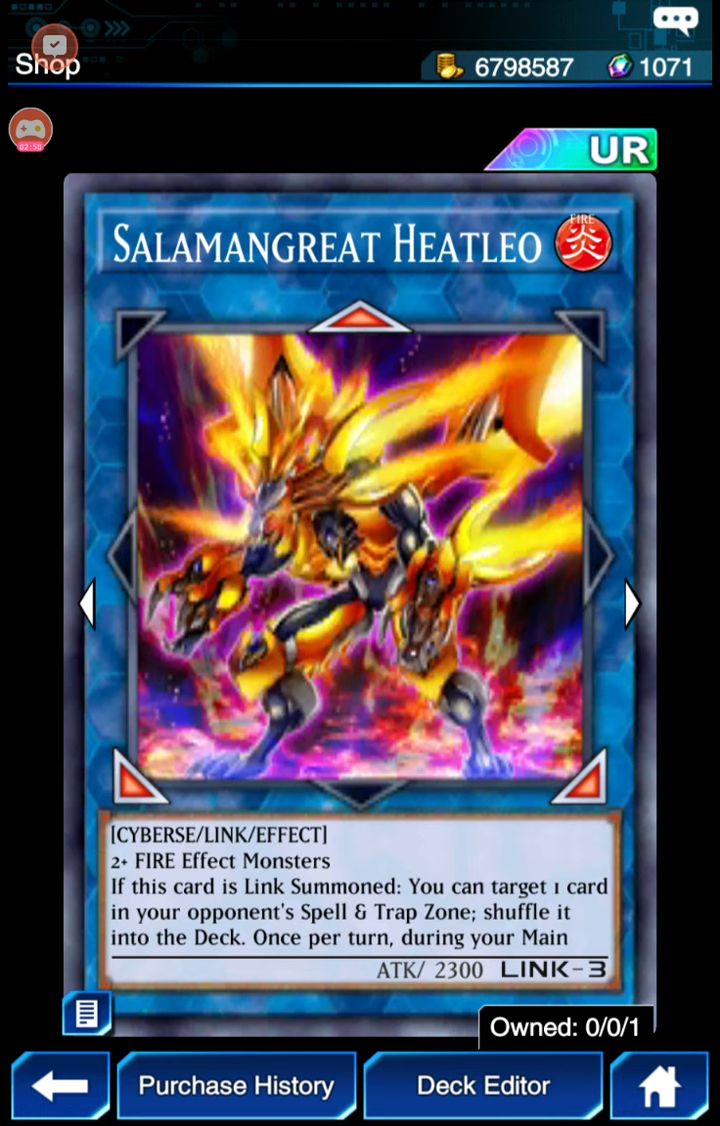 Shop
6798587
1071
02:50
UR
SALAMANGREAT HEATLEO
FIRE
炎
[CYBERSE/LINK/EFFECT]
2+ FIRE Effect Monsters
If this card is Link Summoned: You can target 1 card
in your opponent's Spell & Trap Zone; shuffle it
into the Deck. Once per turn, during your Main
ATK/ 2300 LINK-3
Owned: 0/0/1
Purchase History
Deck Editor